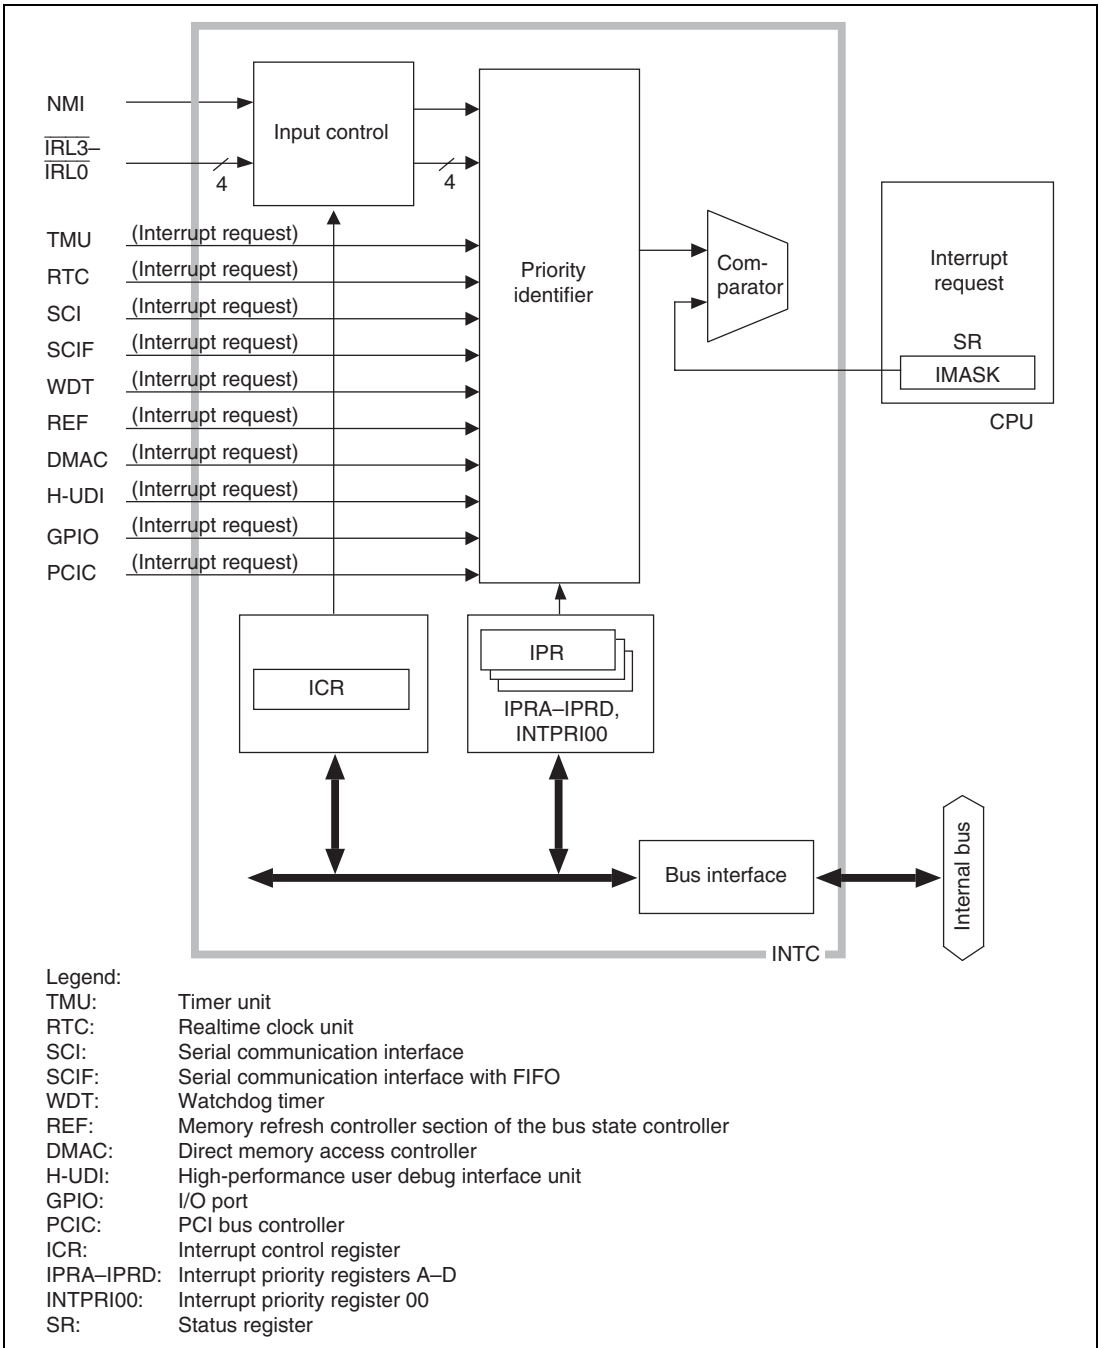 NMI
IRL3–
IRL0
4
Input control
4
TMU (Interrupt request)
RTC (Interrupt request)
SCI (Interrupt request)
SCIF (Interrupt request)
WDT (Interrupt request)
REF (Interrupt request)
DMAC (Interrupt request)
H-UDI (Interrupt request)
GPIO (Interrupt request)
PCIC (Interrupt request)
Priority
identifier
Com-
parator
Interrupt
request
SR
IMASK
CPU
ICR
IPR
IPRA–IPRD,
INTPRI00
Bus interface
Internal bus
INTC
Legend:
TMU: Timer unit
RTC: Realtime clock unit
SCI: Serial communication interface
SCIF: Serial communication interface with FIFO
WDT: Watchdog timer
REF: Memory refresh controller section of the bus state controller
DMAC: Direct memory access controller
H-UDI: High-performance user debug interface unit
GPIO: I/O port
PCIC: PCI bus controller
ICR: Interrupt control register
IPRA–IPRD: Interrupt priority registers A–D
INTPRI00: Interrupt priority register 00
SR: Status register